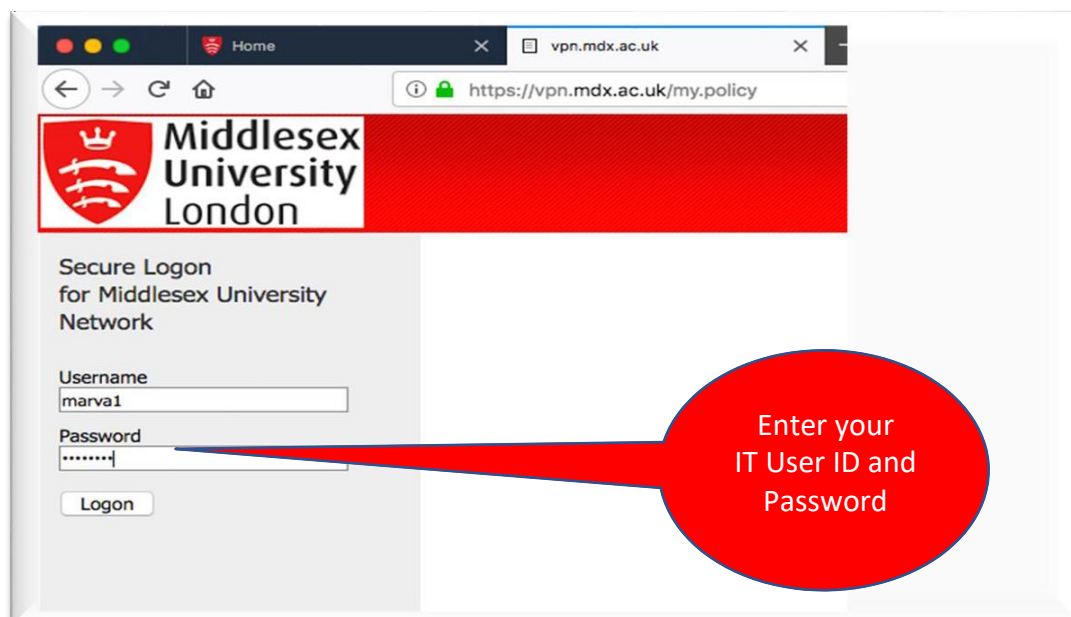 Home
vpn.mdx.ac.uk
https://vpn.mdx.ac.uk/my.policy
Middlesex
University
London
Secure Logon
for Middlesex University
Network
Username
marva1
Password
••••••••
Logon
Enter your
IT User ID and
Password